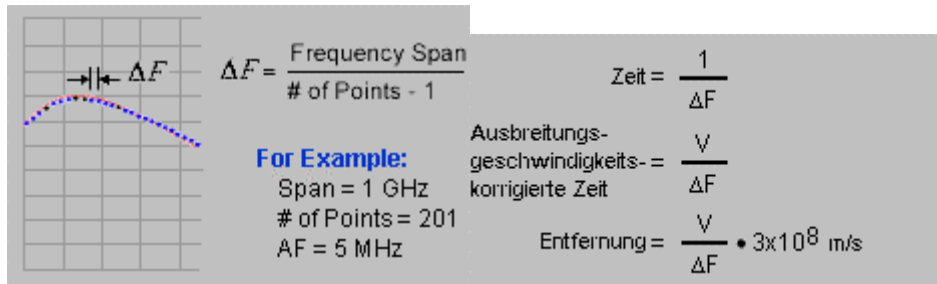 ΔF
ΔF = Frequency Span
# of Points - 1
For Example:
Span = 1 GHz
# of Points = 201
AF = 5 MHz
Zeit = 1
ΔF
Ausbreitungs-
geschwindigkeits- = V
korrigierte Zeit ΔF
Entfernung = V • 3x10⁸ m/s
ΔF